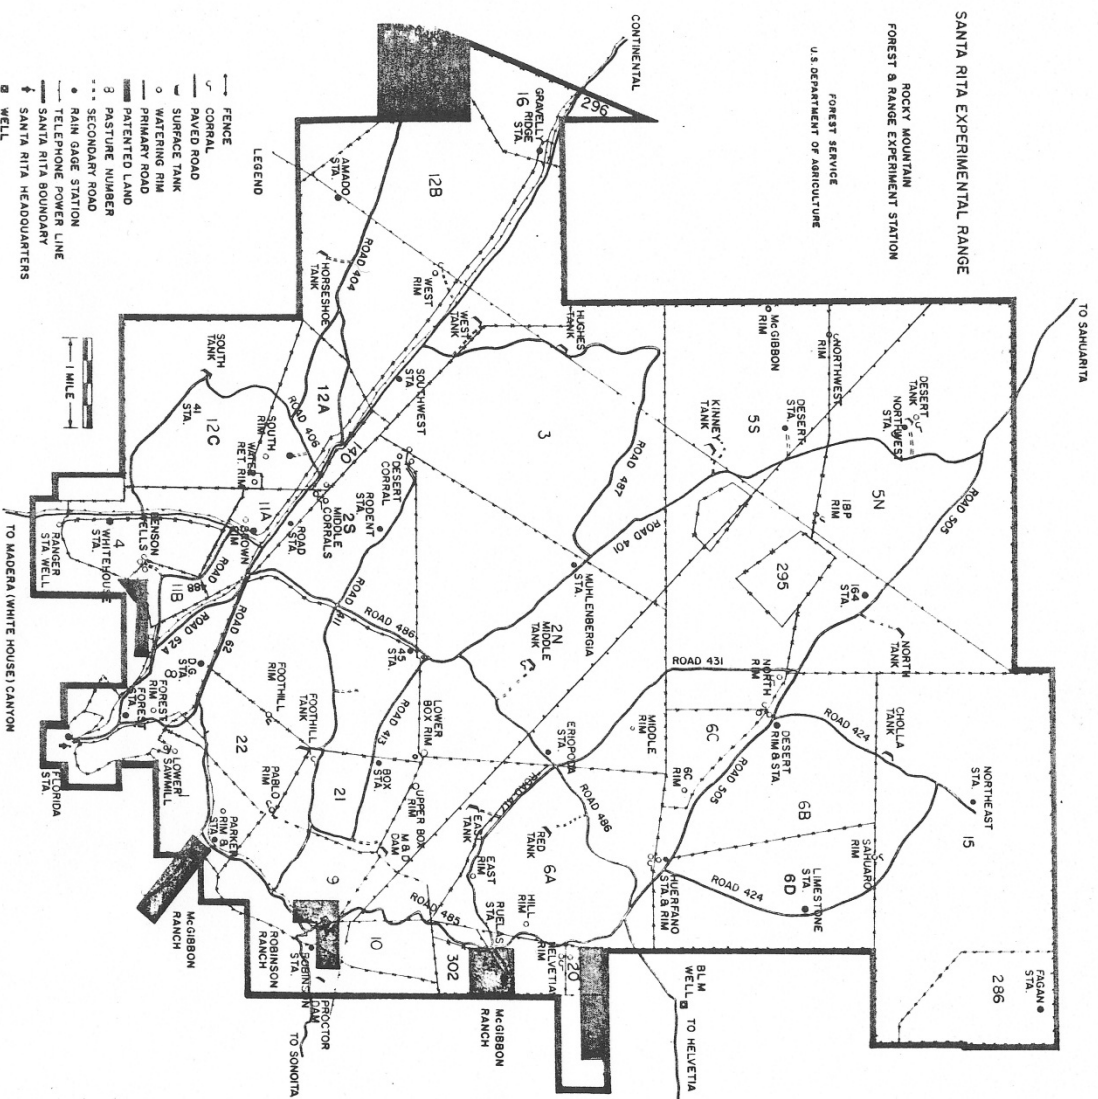 SANTA RITA EXPERIMENTAL RANGE
ROCKY MOUNTAIN
FOREST & RANGE EXPERIMENT STATION
FOREST SERVICE
U.S. DEPARTMENT OF AGRICULTURE
LEGEND
FENCE
CORRAL
PAVED ROAD
SURFACE TANK
WATERING RIM
PRIMARY ROAD
PATENTED LAND
8 PASTURE NUMBER
SECONDARY ROAD
RAIN GAGE STATION
TELEPHONE POWER LINE
SANTA RITA BOUNDARY
SANTA RITA HEADQUARTERS
WELL
1 MILE
CONTINENTAL
296
GRAVELLY
RIDGE
STA.
16
12B
AMADO
STA.
ROAD 404
HORSESHOE
TANK
WEST
RIM
WEST
TANK
HUGHES
TANK
SOUTHWEST
STA.
12A
SOUTH
TANK
41
STA.
12C
ROAD 406
SOUTH
RIM
WATER
RET. RIM
140
DESERT
CORRAL
RODENT
STA.
2S
MIDDLE
CORRALS
ROAD
STA.
11A
BROWN
RIM
BENSON
WELLS
WHITEHOUSE
STA.
4
RANGER
STA. WELL
TO MADERA (WHITE HOUSE) CANYON
11B
ROAD 488
ROAD 62A
ROAD 62
TO SAHUARITA
McGIBBON
RIM
NORTHWEST
RIM
DESERT
TANK
NORTHWEST
STA.
DESERT
STA.
5S
KINNEY
TANK
3
ROAD 487
ROAD 401
5N
IBP
RIM
ROAD 505
295
164
STA.
NORTH
TANK
MUHLENBERGIA
STA.
2N
MIDDLE
TANK
ROAD 411
ROAD 486
45
STA.
ROAD 413
LOWER
BOX RIM
BOX
STA.
UPPER BOX
RIM
D.G.
STA.
8
FOREST
RIM
FOREST
STA.
FLORIDA
STA.
LOWER
SAWMILL
1
FOOTHILL
RIM
FOOTHILL
TANK
22
PABLO
RIM
21
M & D
DAM
PARKER
RIM &
STA.
McGIBBON
RANCH
9
ROBINSON
RANCH
ROBINSON
STA.
PROCTOR
DAM
TO SONOITA
10
302
ROAD 485
ROAD 431
NORTH
RIM
DESERT
RIM & STA.
MIDDLE
RIM
6C
6C
RIM
ERIOPODA
STA.
ROAD 417
ROAD 486
EAST
TANK
RED
TANK
EAST
RIM
6A
HILL
RIM
RUELAS
STA.
HELVETIA
RIM
20
McGIBBON
RANCH
ROAD 424
CHOLLA
TANK
ROAD 505
NORTHEAST
STA.
15
6B
SAHUARO
RIM
6D
LIMESTONE
STA.
ROAD 424
HUERFANO
STA. & RIM
BLM
WELL
TO HELVETIA
286
FAGAN
STA.